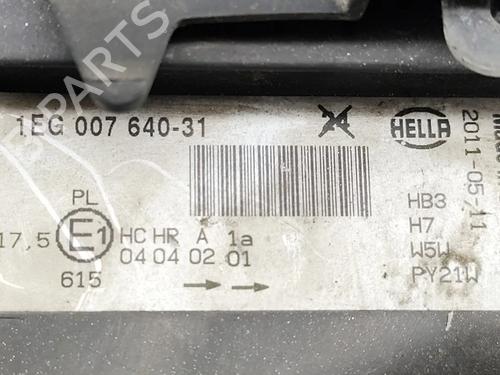 1EG 007 640-31
24
HELLA
2011-05-11
PL
17,5 E1 HC HR A 1a
04 04 02 01
615
HB3
H7
W5W
PY21W